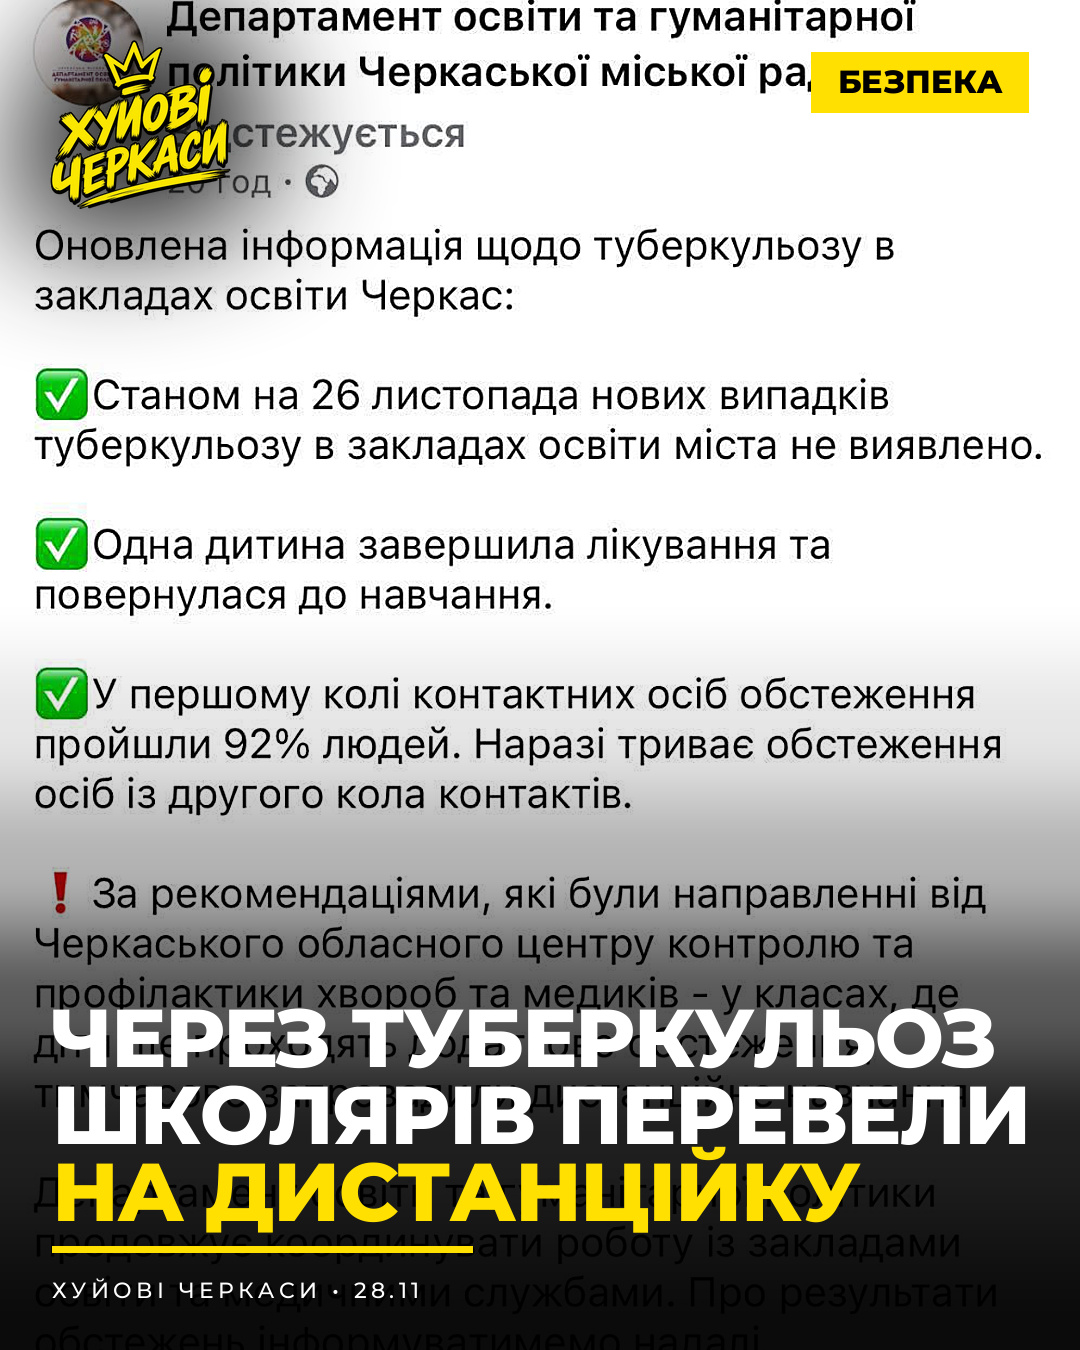 Департамент освіти та гуманітарної
політики Черкаської міської ра
БЕЗПЕКА
ХУЙОВІ
ЧЕРКАСИ
стежується
20 год ·
Оновлена інформація щодо туберкульозу в
закладах освіти Черкас:
✅Станом на 26 листопада нових випадків
туберкульозу в закладах освіти міста не виявлено.
✅Одна дитина завершила лікування та
повернулася до навчання.
✅У першому колі контактних осіб обстеження
пройшли 92% людей. Наразі триває обстеження
осіб із другого кола контактів.
❗ За рекомендаціями, які були направленні від
Черкаського обласного центру контролю та
профілактики хвороб та медиків - у класах, де
ЧЕРЕЗ ТУБЕРКУЛЬОЗ
ШКОЛЯРІВ ПЕРЕВЕЛИ
НА ДИСТАНЦІЙКУ
продовжує координувати роботу із закладами
ХУЙОВІ ЧЕРКАСИ • 28.11
службами. Про результати
обстежень інформуватимемо надалі.